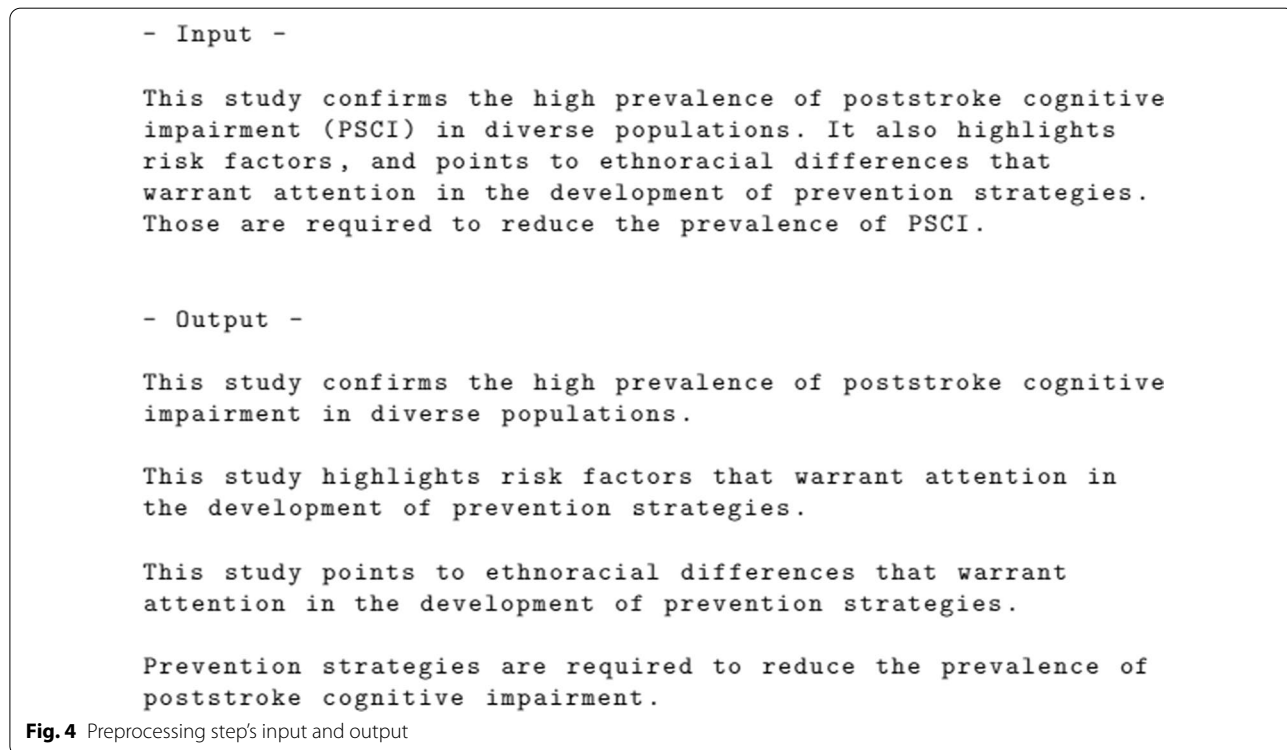 - Input -
This study confirms the high prevalence of poststroke cognitive
impairment (PSCI) in diverse populations. It also highlights
risk factors, and points to ethnoracial differences that
warrant attention in the development of prevention strategies.
Those are required to reduce the prevalence of PSCI.
- Output -
This study confirms the high prevalence of poststroke cognitive
impairment in diverse populations.
This study highlights risk factors that warrant attention in
the development of prevention strategies.
This study points to ethnoracial differences that warrant
attention in the development of prevention strategies.
Prevention strategies are required to reduce the prevalence of
poststroke cognitive impairment.
Fig. 4 Preprocessing step's input and output